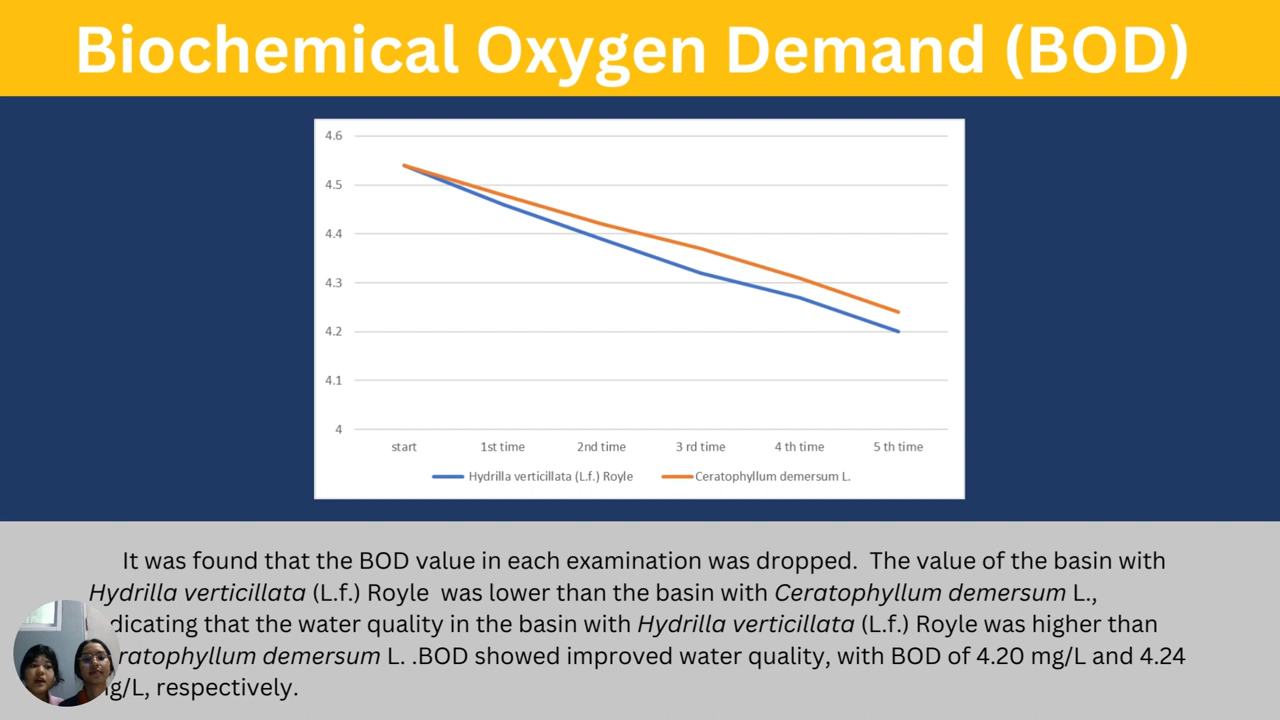 Biochemical Oxygen Demand (BOD)
4.6
4.5
4.4
4.3
4.2
4.1
4
start 1st time 2nd time 3 rd time 4 th time 5 th time
Hydrilla verticillata (L.f.) Royle Ceratophyllum demersum L.
It was found that the BOD value in each examination was dropped. The value of the basin with
Hydrilla verticillata (L.f.) Royle was lower than the basin with Ceratophyllum demersum L.,
dicating that the water quality in the basin with Hydrilla verticillata (L.f.) Royle was higher than
ratophyllum demersum L. .BOD showed improved water quality, with BOD of 4.20 mg/L and 4.24
g/L, respectively.